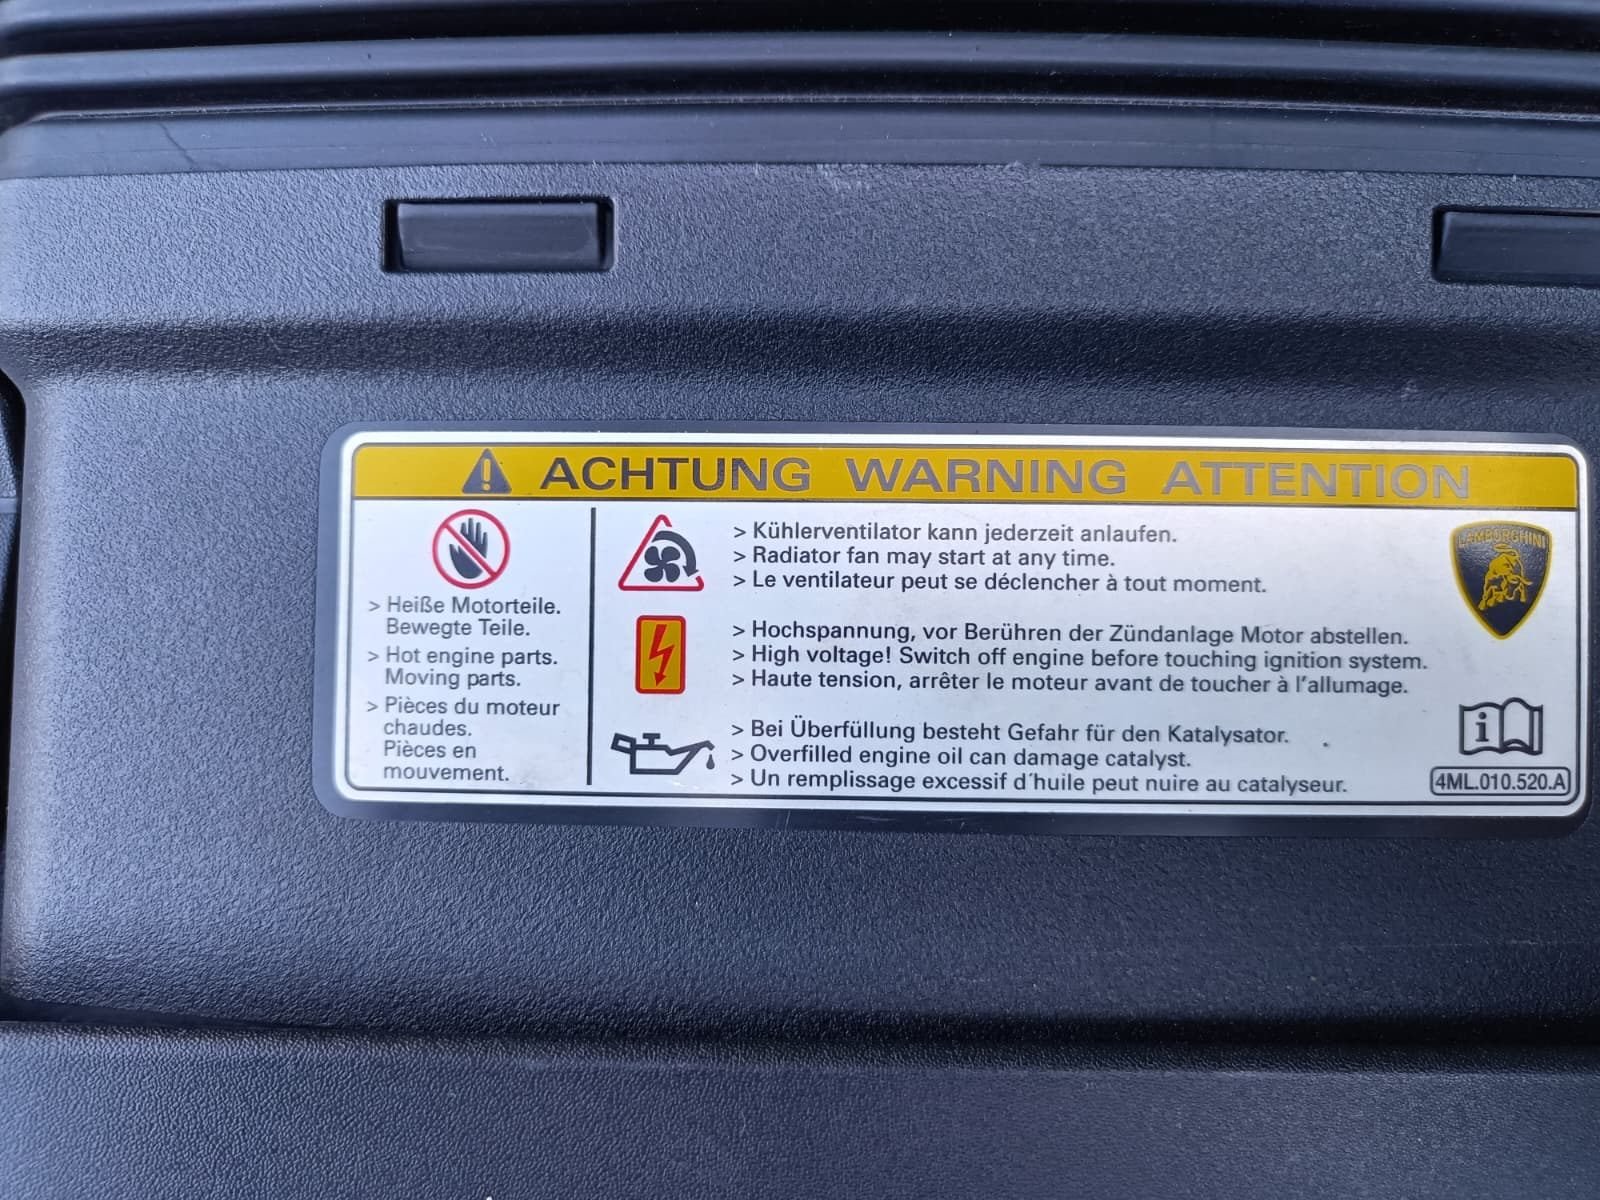 ACHTUNG WARNING ATTENTION
> Heiße Motorteile.
Bewegte Teile.
> Hot engine parts.
Moving parts.
> Pièces du moteur
chaudes.
Pièces en
mouvement.
> Kühlerventilator kann jederzeit anlaufen.
> Radiator fan may start at any time.
> Le ventilateur peut se déclencher à tout moment.
> Hochspannung, vor Berühren der Zündanlage Motor abstellen.
> High voltage! Switch off engine before touching ignition system.
> Haute tension, arrêter le moteur avant de toucher à l'allumage.
> Bei Überfüllung besteht Gefahr für den Katalysator.
> Overfilled engine oil can damage catalyst.
> Un remplissage excessif d´huile peut nuire au catalyseur.
LAMBORGHINI
i
4ML.010.520.A